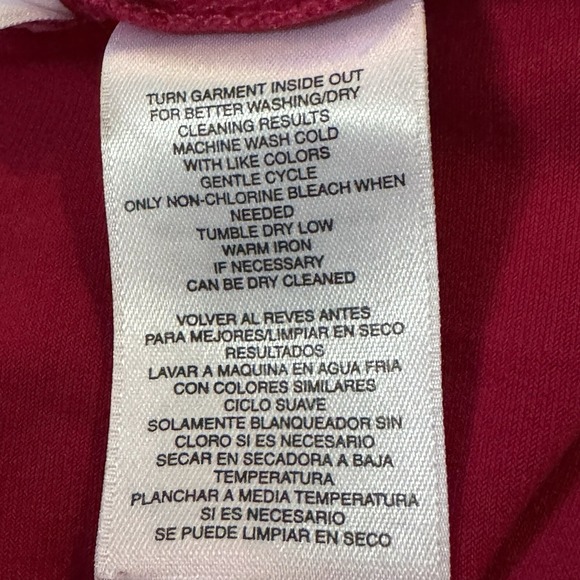 TURN GARMENT INSIDE OUT
FOR BETTER WASHING/DRY
CLEANING RESULTS
MACHINE WASH COLD
WITH LIKE COLORS
GENTLE CYCLE
ONLY NON-CHLORINE BLEACH WHEN
NEEDED
TUMBLE DRY LOW
WARM IRON
IF NECESSARY
CAN BE DRY CLEANED
VOLVER AL REVES ANTES
PARA MEJORES/LIMPIAR EN SECO
RESULTADOS
LAVAR A MAQUINA EN AGUA FRIA
CON COLORES SIMILARES
CICLO SUAVE
SOLAMENTE BLANQUEADOR SIN
CLORO SI ES NECESARIO
SECAR EN SECADORA A BAJA
TEMPERATURA
PLANCHAR A MEDIA TEMPERATURA
SI ES NECESARIO
SE PUEDE LIMPIAR EN SECO